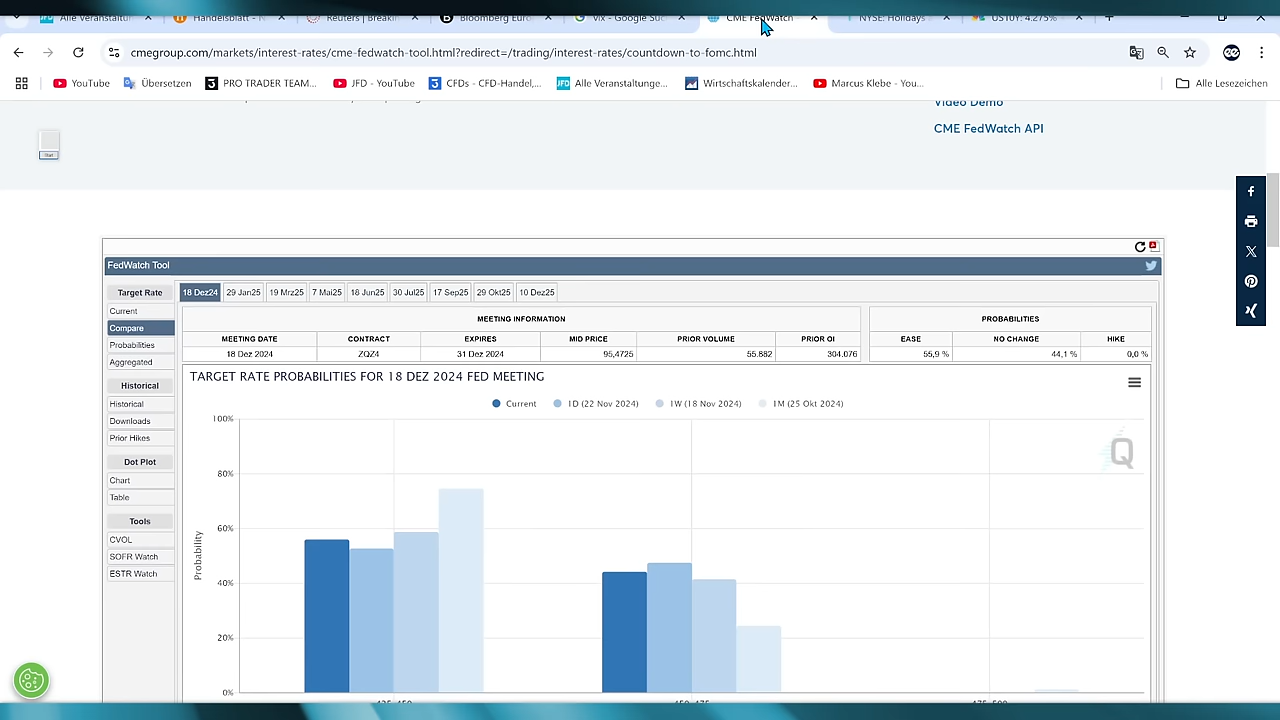 Alle Veranstaltu
Handelsblatt - N
Reuters | Breakin
Bloomberg Euro
vix - Google Suc
CME FedWatch
NYSE: Holidays
US10Y: 4.275%
cmegroup.com/markets/interest-rates/cme-fedwatch-tool.html?redirect=/trading/interest-rates/countdown-to-fomc.html
YouTube
Übersetzen
PRO TRADER TEAM...
JFD - YouTube
CFDs - CFD-Handel,...
Alle Veranstaltunge...
Wirtschaftskalender...
Marcus Klebe - You...
Alle Lesezeichen
Video Demo
CME FedWatch API
FedWatch Tool
Target Rate
Current
Compare
Probabilities
Aggregated
Historical
Historical
Downloads
Prior Hikes
Dot Plot
Chart
Table
Tools
CVOL
SOFR Watch
ESTR Watch
18 Dez24
29 Jan25
19 Mrz25
7 Mai25
18 Jun25
30 Jul25
17 Sep25
29 Okt25
10 Dez25
MEETING INFORMATION
MEETING DATE CONTRACT EXPIRES MID PRICE PRIOR VOLUME PRIOR OI
18 Dez 2024 ZQZ4 31 Dez 2024 95,4725 55.882 304.076
PROBABILITIES
EASE NO CHANGE HIKE
55,9 % 44,1 % 0,0 %
TARGET RATE PROBABILITIES FOR 18 DEZ 2024 FED MEETING
Current
1D (22 Nov 2024)
1W (18 Nov 2024)
1M (25 Okt 2024)
Q
Probability
100%
80%
60%
40%
20%
0%